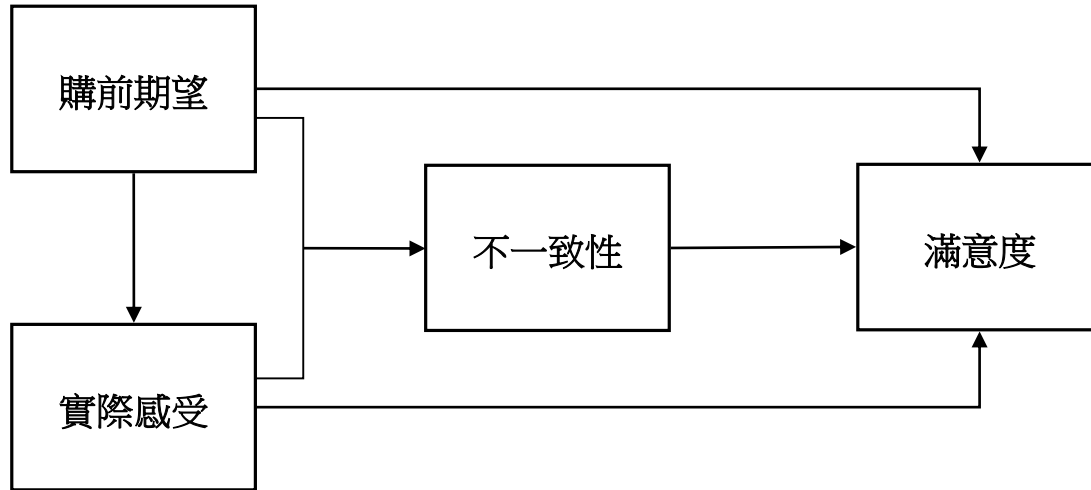 購前期望
不一致性
滿意度
實際感受